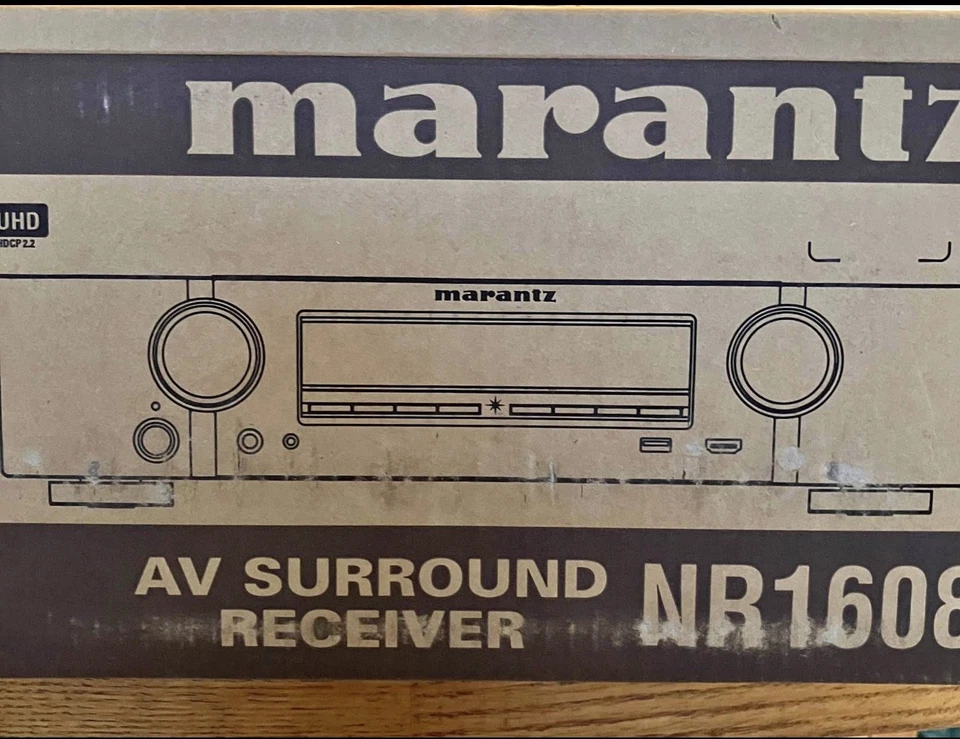 marantz
UHD
HDCP 2.2
marantz
AV SURROUND
RECEIVER
NR1608